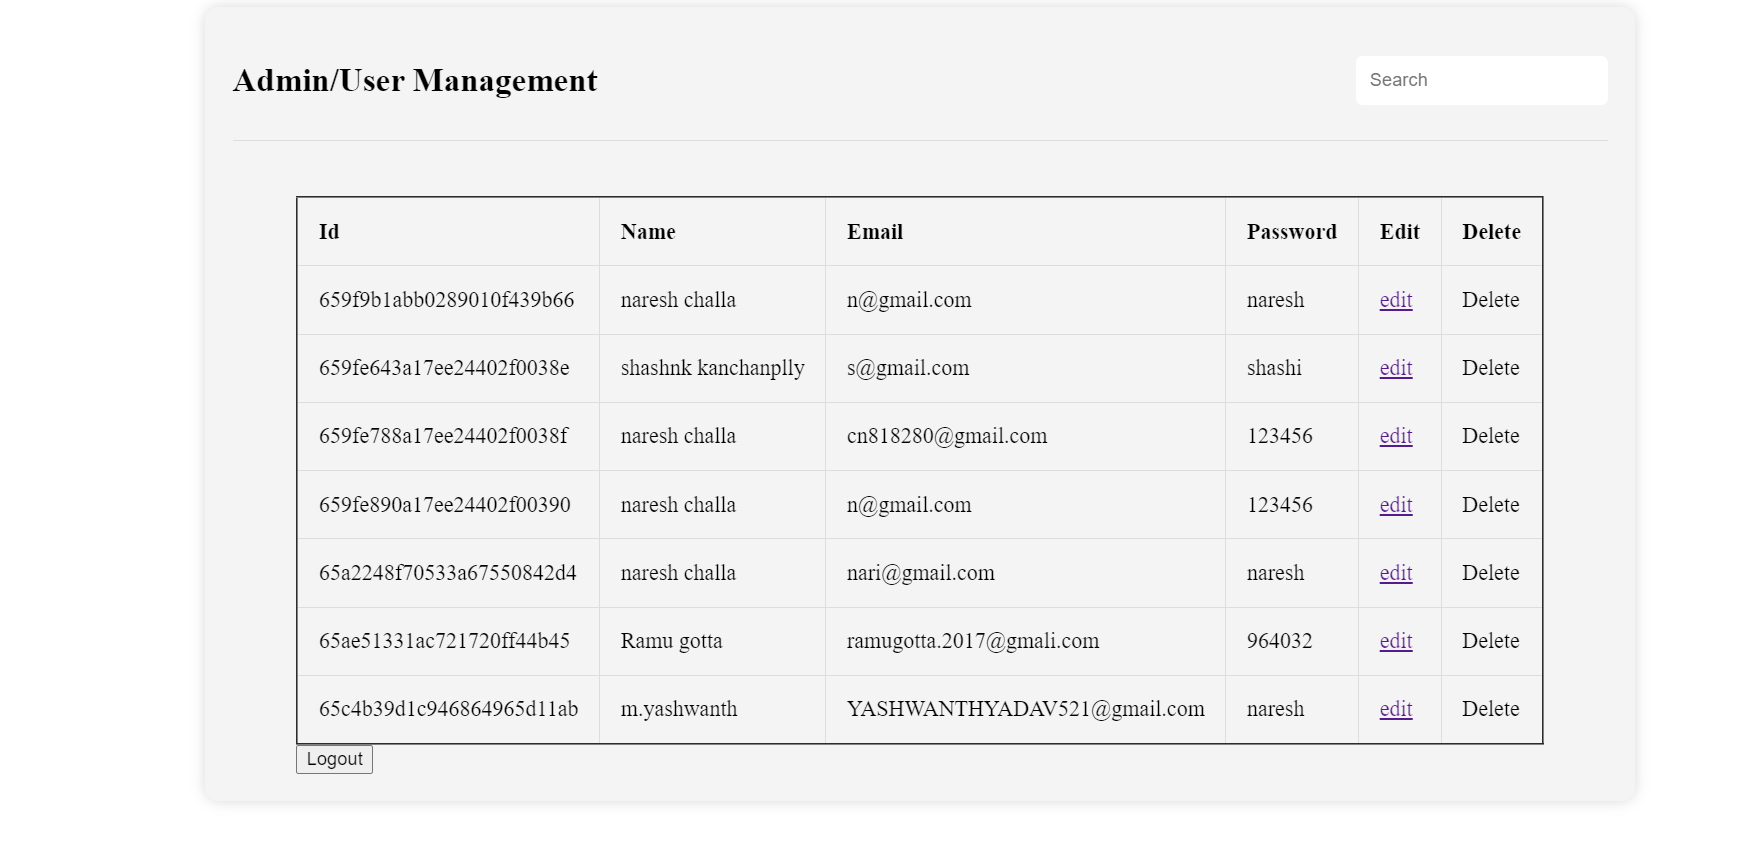 Admin/User Management
Search
Id Name Email Password Edit Delete
659f9b1abb0289010f439b66 naresh challa n@gmail.com naresh edit Delete
659fe643a17ee24402f0038e shashnk kanchanplly s@gmail.com shashi edit Delete
659fe788a17ee24402f0038f naresh challa cn818280@gmail.com 123456 edit Delete
659fe890a17ee24402f00390 naresh challa n@gmail.com 123456 edit Delete
65a2248f70533a67550842d4 naresh challa nari@gmail.com naresh edit Delete
65ae51331ac721720ff44b45 Ramu gotta ramugotta.2017@gmali.com 964032 edit Delete
65c4b39d1c946864965d11ab m.yashwanth YASHWANTHYADAV521@gmail.com naresh edit Delete
Logout